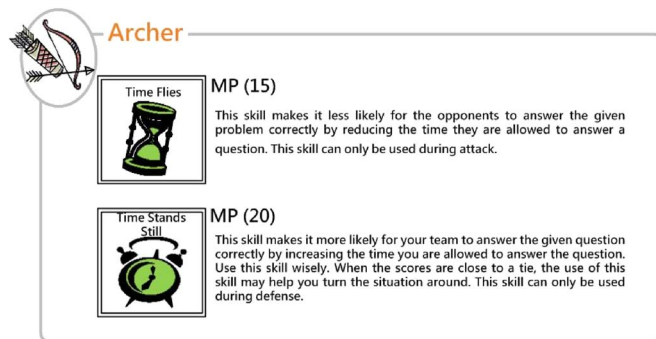 Archer
Time Flies
MP (15)
This skill makes it less likely for the opponents to answer the given
problem correctly by reducing the time they are allowed to answer a
question. This skill can only be used during attack.
Time Stands
Still
MP (20)
This skill makes it more likely for your team to answer the given question
correctly by increasing the time you are allowed to answer the question.
Use this skill wisely. When the scores are close to a tie, the use of this
skill may help you turn the situation around. This skill can only be used
during defense.